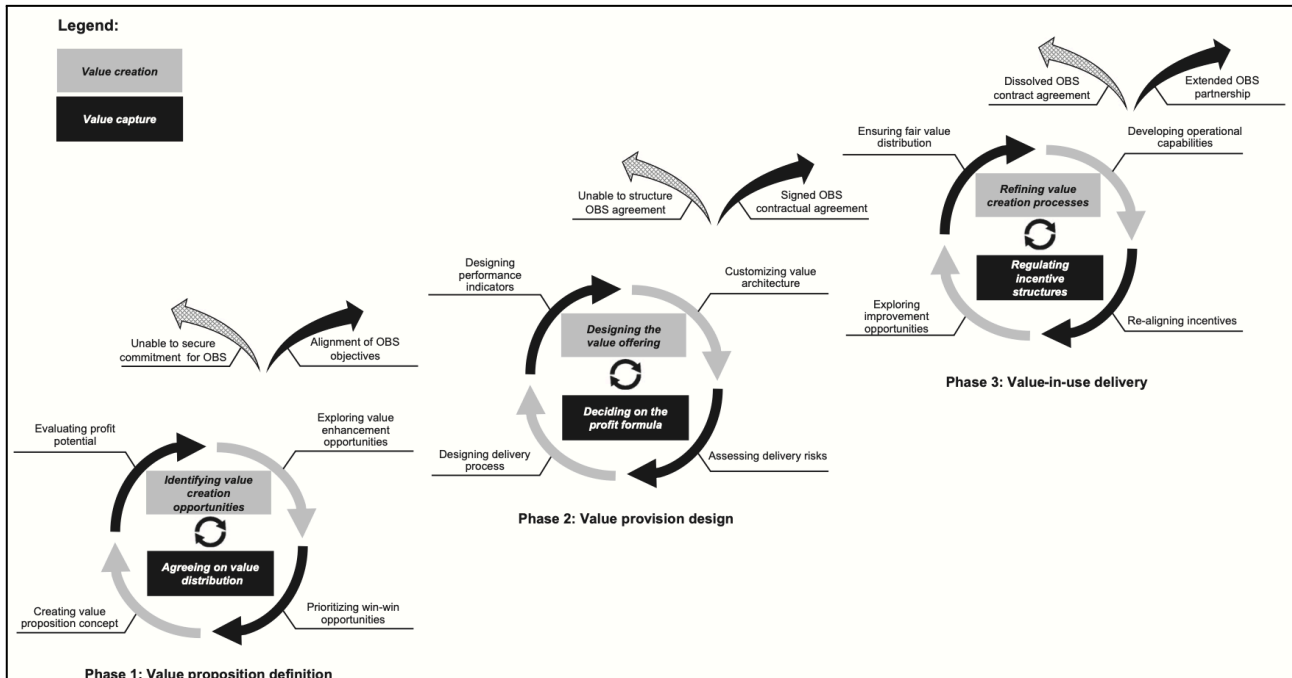 Legend:
Value creation
Value capture
Unable to secure
commitment for OBS
Alignment of OBS
objectives
Evaluating profit
potential
Exploring value
enhancement
opportunities
Identifying value
creation
opportunities
Agreeing on value
distribution
Creating value
proposition concept
Prioritizing win-win
opportunities
Phase 1: Value proposition definition
Unable to structure
OBS agreement
Signed OBS
contractual agreement
Designing
performance
indicators
Customizing value
architecture
Designing the
value offering
Deciding on the
profit formula
Designing delivery
process
Assessing delivery risks
Phase 2: Value provision design
Dissolved OBS
contract agreement
Extended OBS
partnership
Ensuring fair value
distribution
Developing operational
capabilities
Refining value
creation processes
Regulating
incentive
structures
Exploring
improvement
opportunities
Re-aligning incentives
Phase 3: Value-in-use delivery